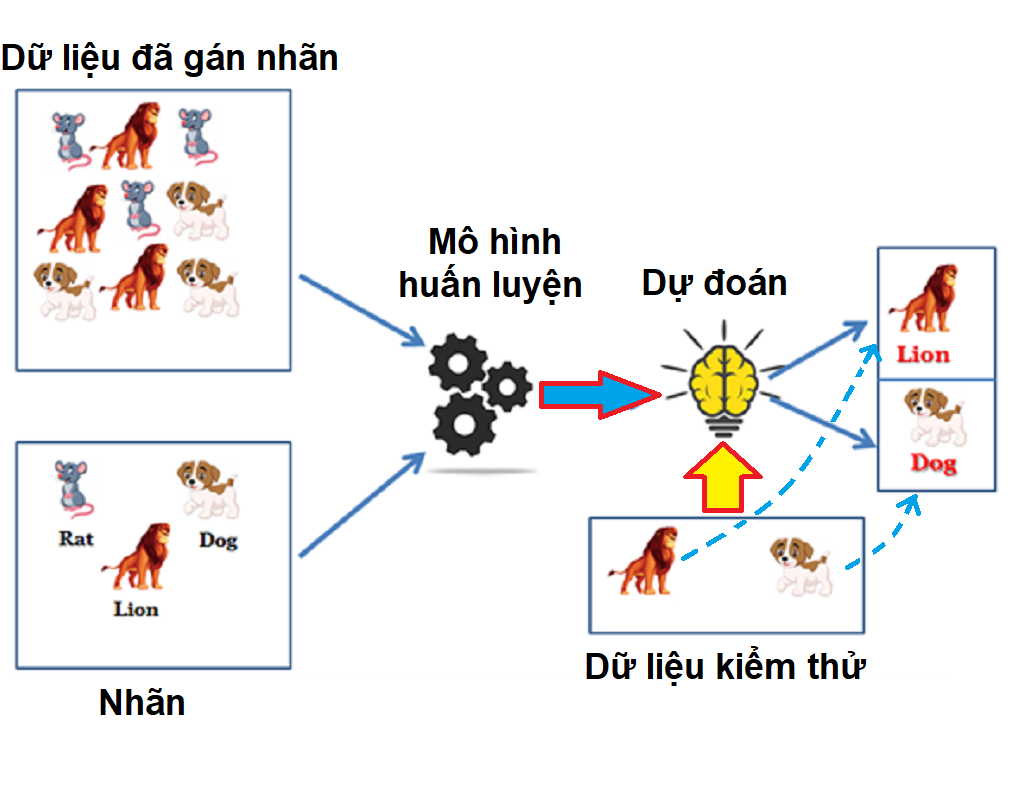 Dữ liệu đã gán nhãn
Mô hình
huấn luyện
Dự đoán
Lion
Dog
Rat
Dog
Lion
Nhãn
Dữ liệu kiểm thử